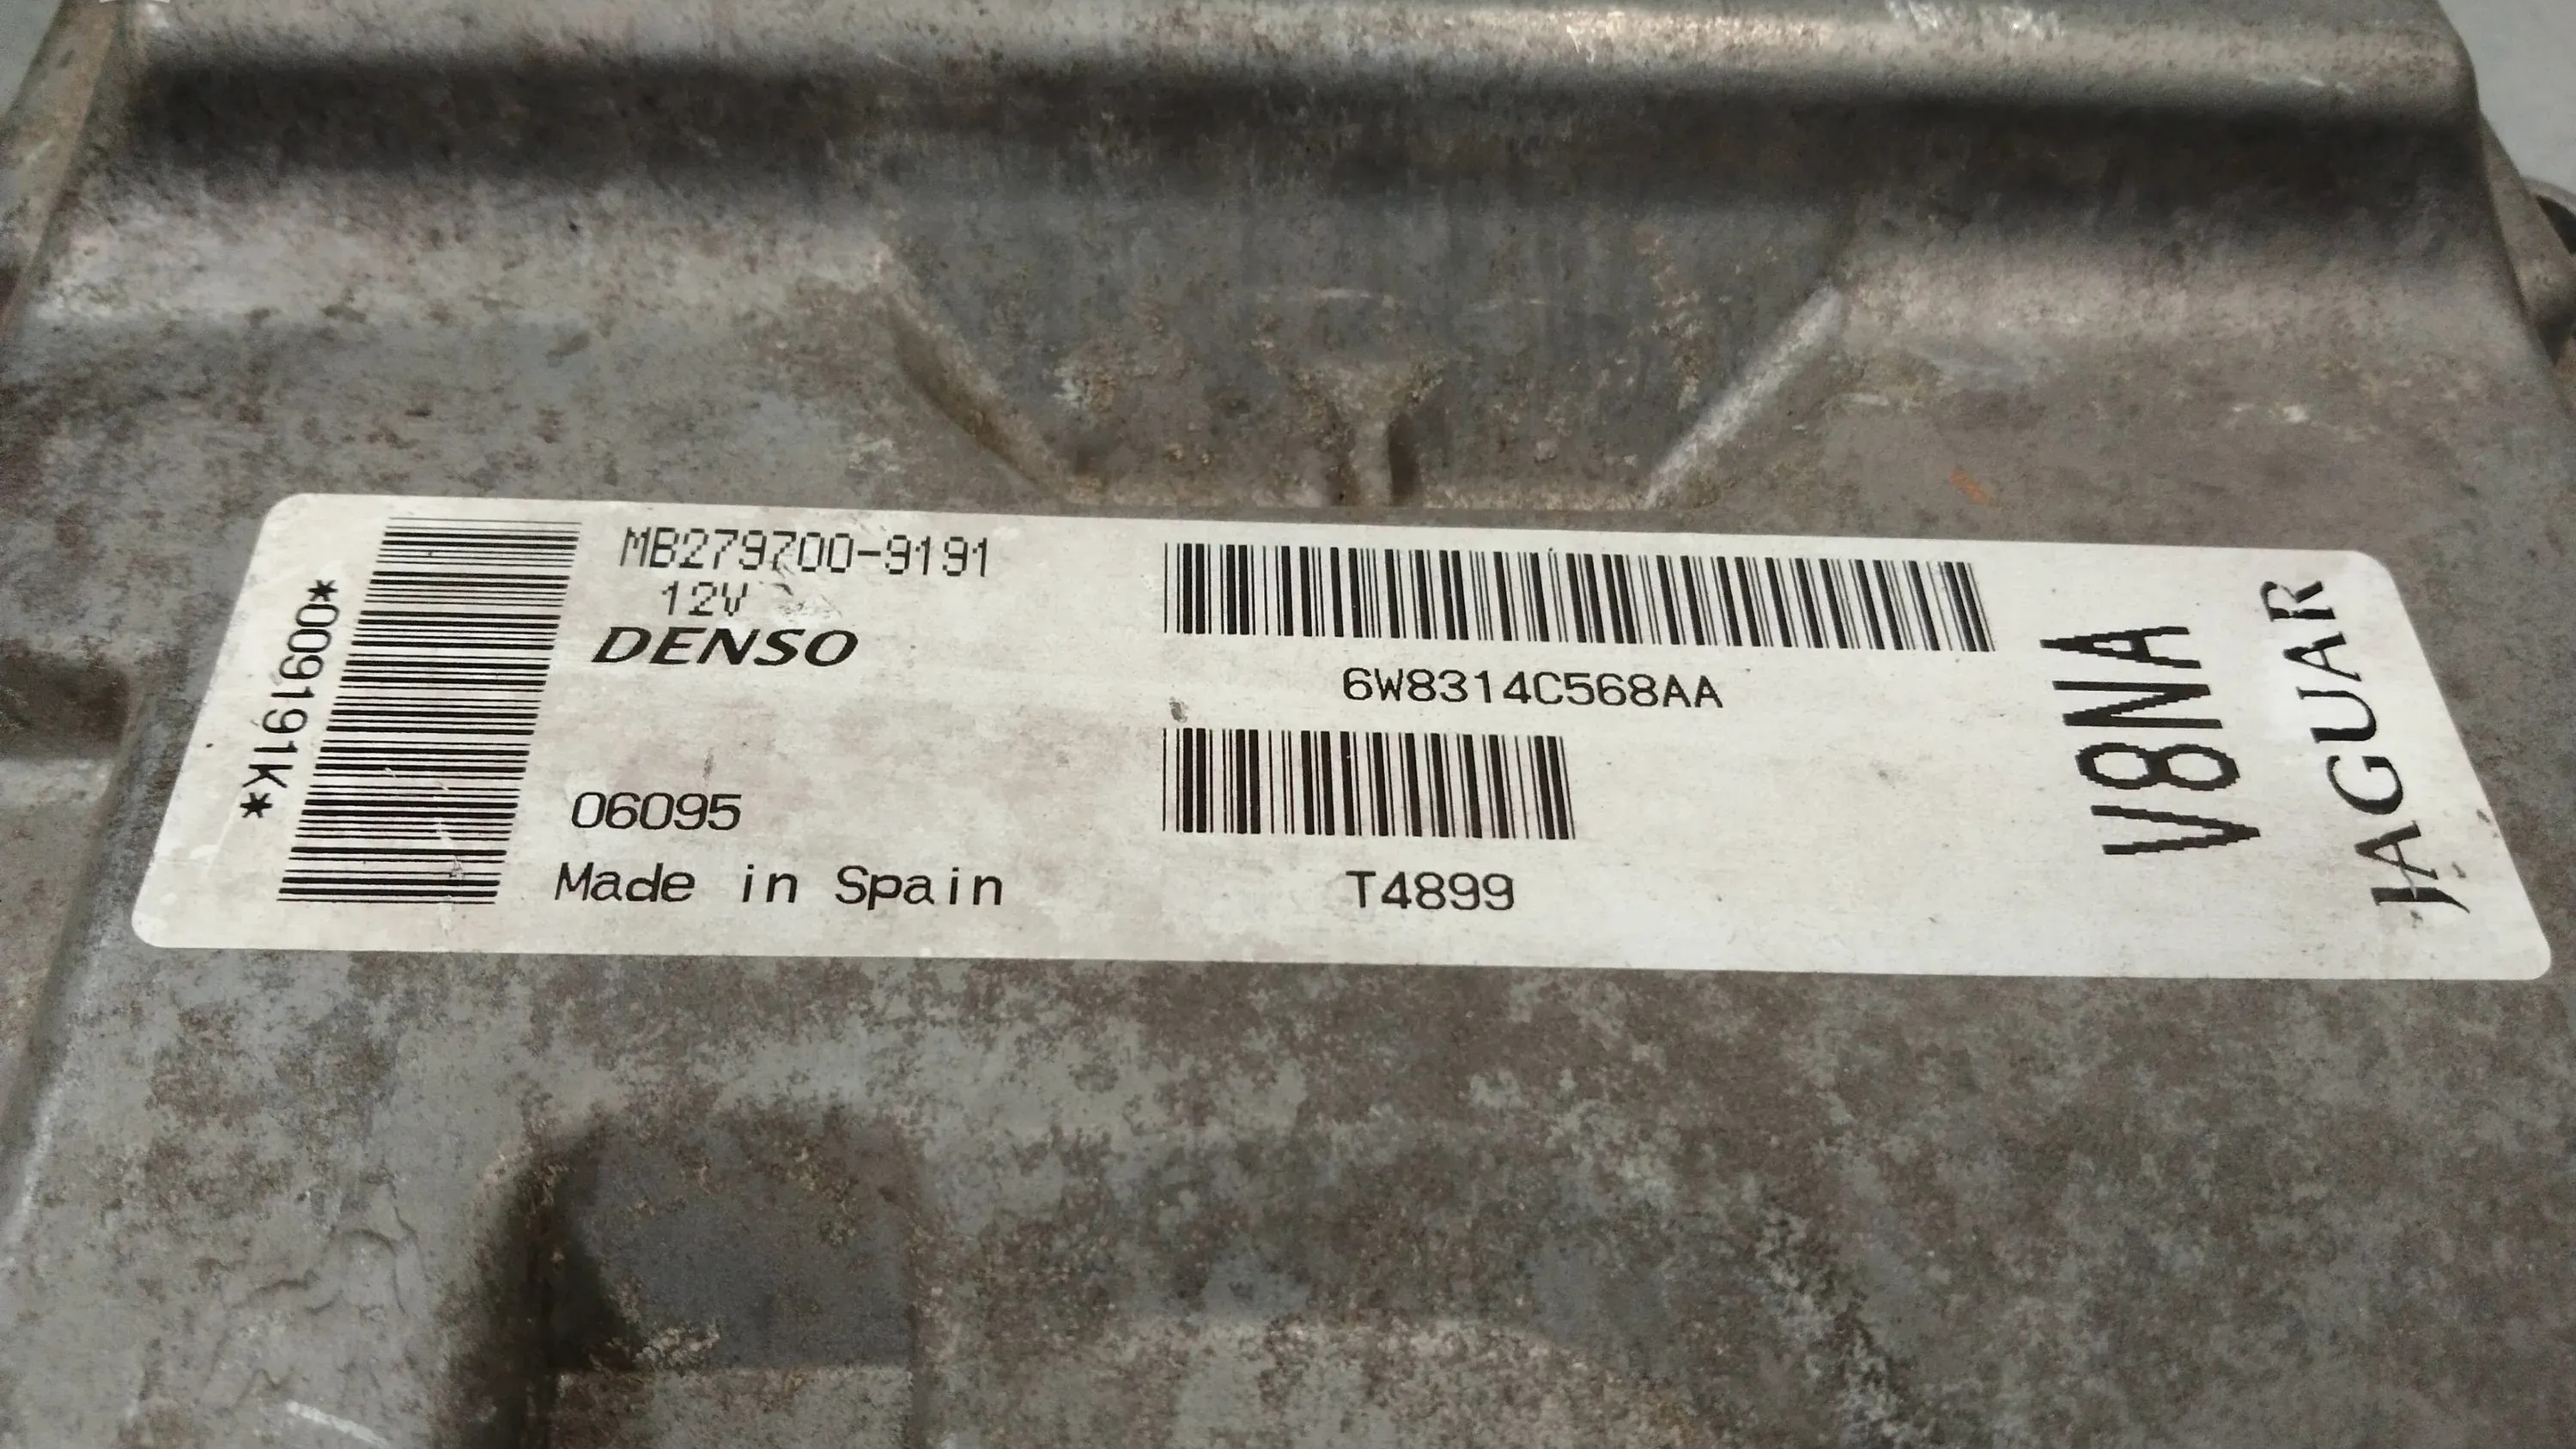 *009191K*
MB279700-9191
12V
DENSO
06095
Made in Spain
6W8314C568AA
T4899
V8NA
JAGUAR